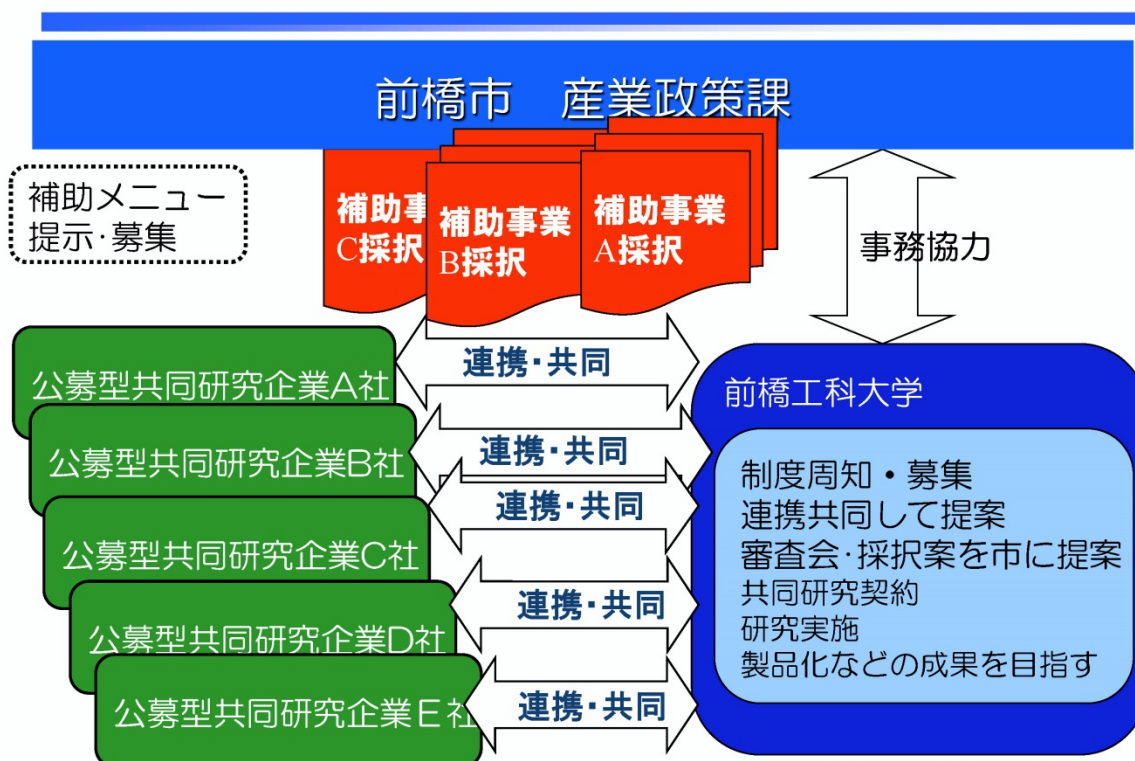 前橋市　産業政策課
補助メニュー
提示・募集
補助事
C採択
補助事業
B採択
補助事業
A採択
事務協力
公募型共同研究企業A社
公募型共同研究企業B社
公募型共同研究企業C社
公募型共同研究企業D社
公募型共同研究企業E社
連携・共同
連携・共同
連携・共同
連携・共同
連携・共同
前橋工科大学
制度周知・募集
連携共同して提案
審査会・採択案を市に提案
共同研究契約
研究実施
製品化などの成果を目指す